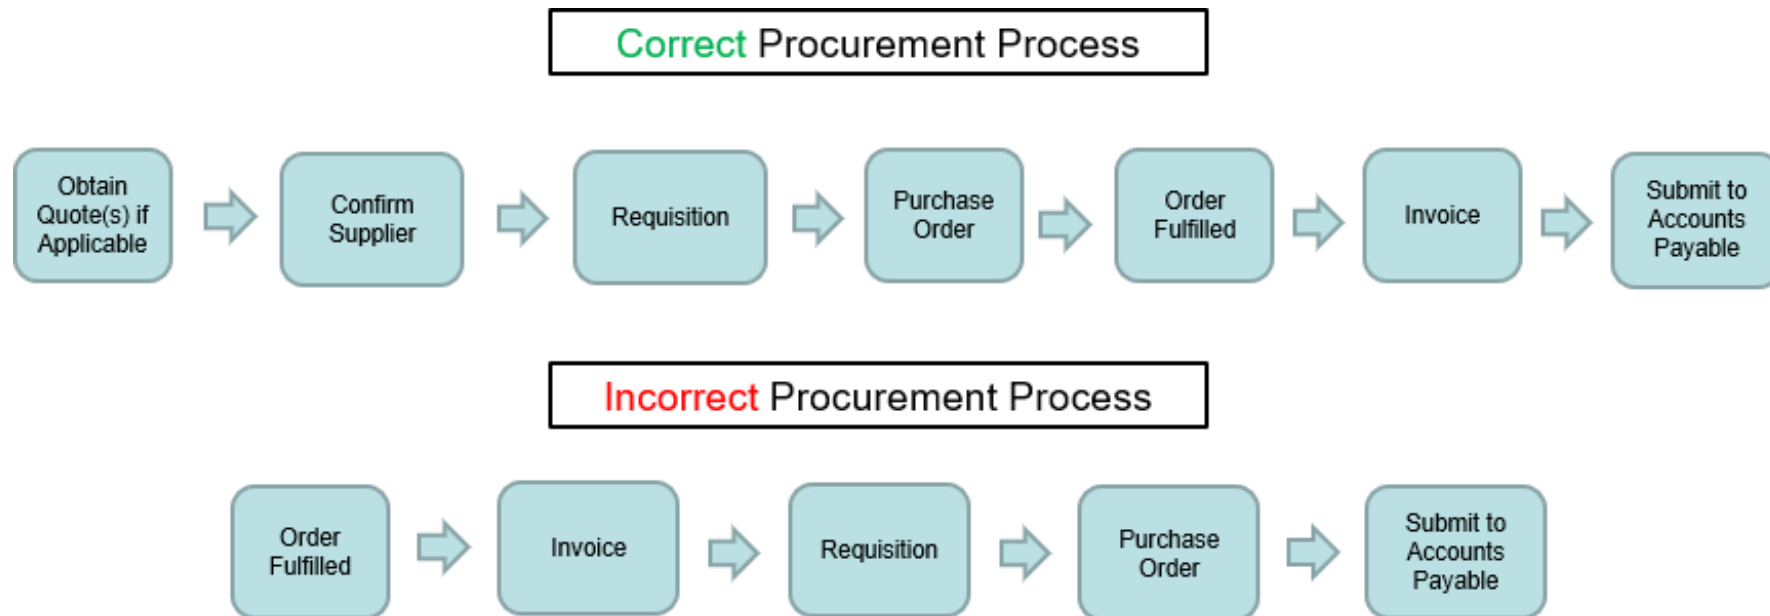 Correct Procurement Process
Obtain
Quote(s) if
Applicable
Confirm
Supplier
Requisition
Purchase
Order
Order
Fulfilled
Invoice
Submit to
Accounts
Payable
Incorrect Procurement Process
Order
Fulfilled
Invoice
Requisition
Purchase
Order
Submit to
Accounts
Payable